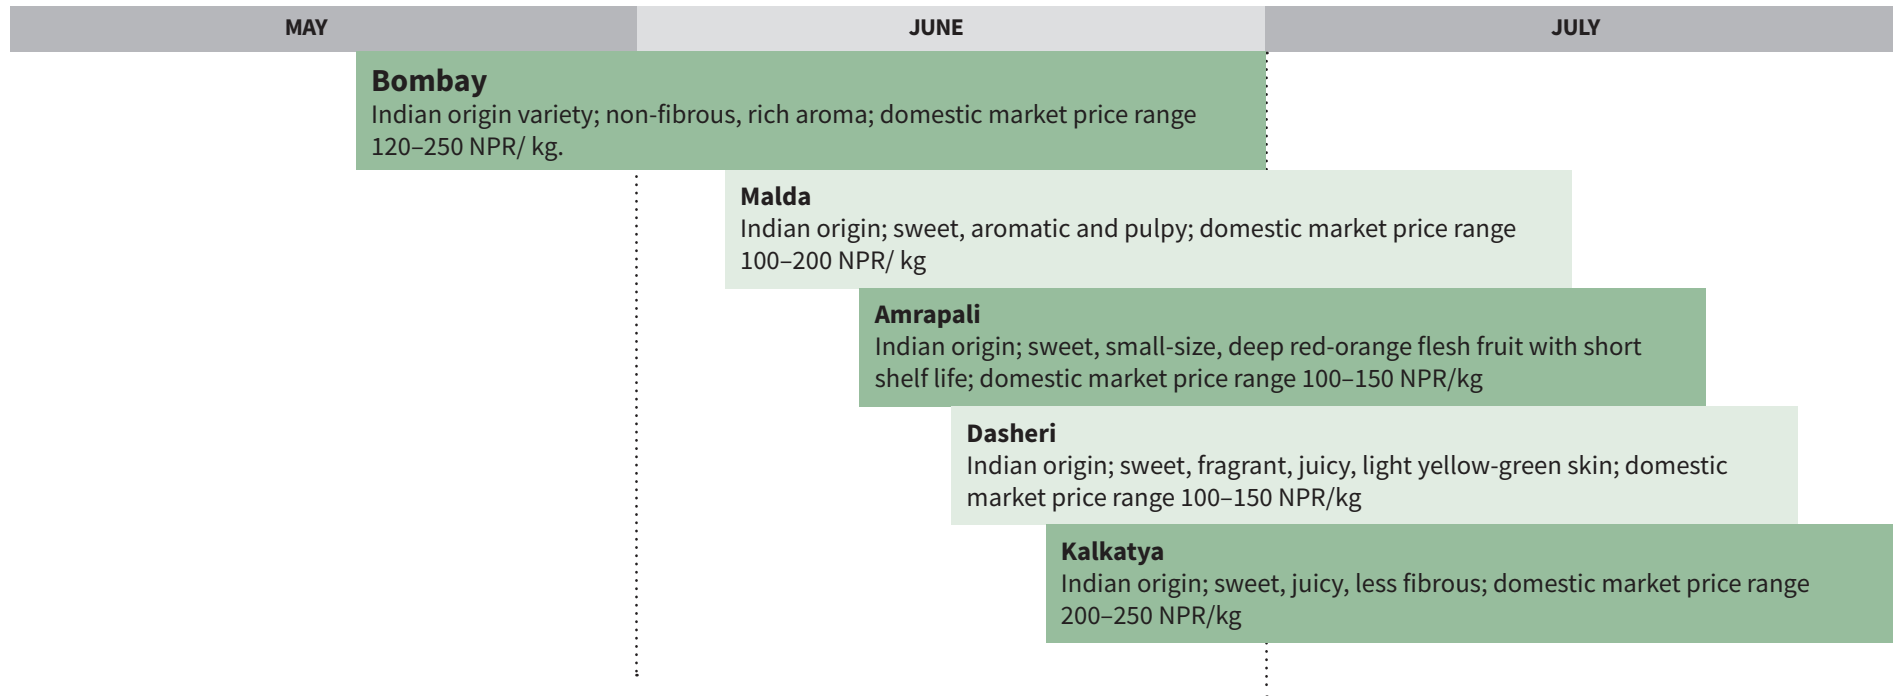 MAY JUNE JULY
Bombay
Indian origin variety; non-fibrous, rich aroma; domestic market price range
120–250 NPR/ kg.
Malda
Indian origin; sweet, aromatic and pulpy; domestic market price range
100–200 NPR/ kg
Amrapali
Indian origin; sweet, small-size, deep red-orange flesh fruit with short
shelf life; domestic market price range 100–150 NPR/kg
Dasheri
Indian origin; sweet, fragrant, juicy, light yellow-green skin; domestic
market price range 100–150 NPR/kg
Kalkatya
Indian origin; sweet, juicy, less fibrous; domestic market price range
200–250 NPR/kg